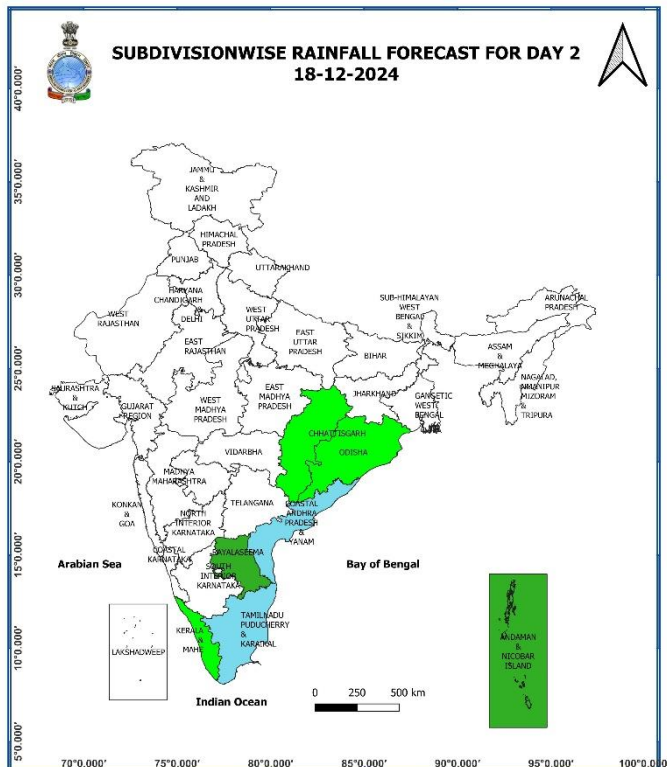 SUBDIVISIONWISE RAINFALL FORECAST FOR DAY 2
18-12-2024
40°0.000'
35°0.000'
30°0.000'
25°0.000'
20°0.000'
15°0.000'
10°0.000'
5°0.000'
JAMMU
&
KASHMIR
AND
LADAKH
HIMACHAL
PRADESH
PUNJAB
UTTARAKHAND
HARYANA
CHANDIGARH
&
DELHI
WEST
RAJASTHAN
WEST
UTTAR
PRADESH
SUB-HIMALAYAN
WEST
BENGAL
&
SIKKIM
ARUNACHAL
PRADESH
EAST
RAJASTHAN
EAST
UTTAR
PRADESH
BIHAR
ASSAM
&
MEGHALAYA
NAGALAD,
MANIPUR
MIZORAM
&
TRIPURA
SAURASHTRA
&
KUTCH
GUJARAT
REGION
WEST
MADHYA
PRADESH
EAST
MADHYA
PRADESH
JHARKHAND
GANGETIC
WEST
BENGAL
CHHATTISGARH
ODISHA
VIDARBHA
MADHYA
MAHARASHTRA
TELANGANA
COASTAL
ANDHRA
PRADESH
&
YANAM
KONKAN
&
GOA
NORTH
INTERIOR
KARNATAKA
COASTAL
KARNATAKA
RAYALASEEMA
SOUTH
INTERIOR
KARNATAKA
Arabian Sea
Bay of Bengal
TAMILNADU
PUDUCHERRY
&
KARAIKAL
KERALA
&
MAHE
LAKSHADWEEP
ANDAMAN
&
NICOBAR
ISLAND
Indian Ocean
0 250 500 km
70°0.000' 75°0.000' 80°0.000' 85°0.000' 90°0.000' 95°0.000' 100°0.000'